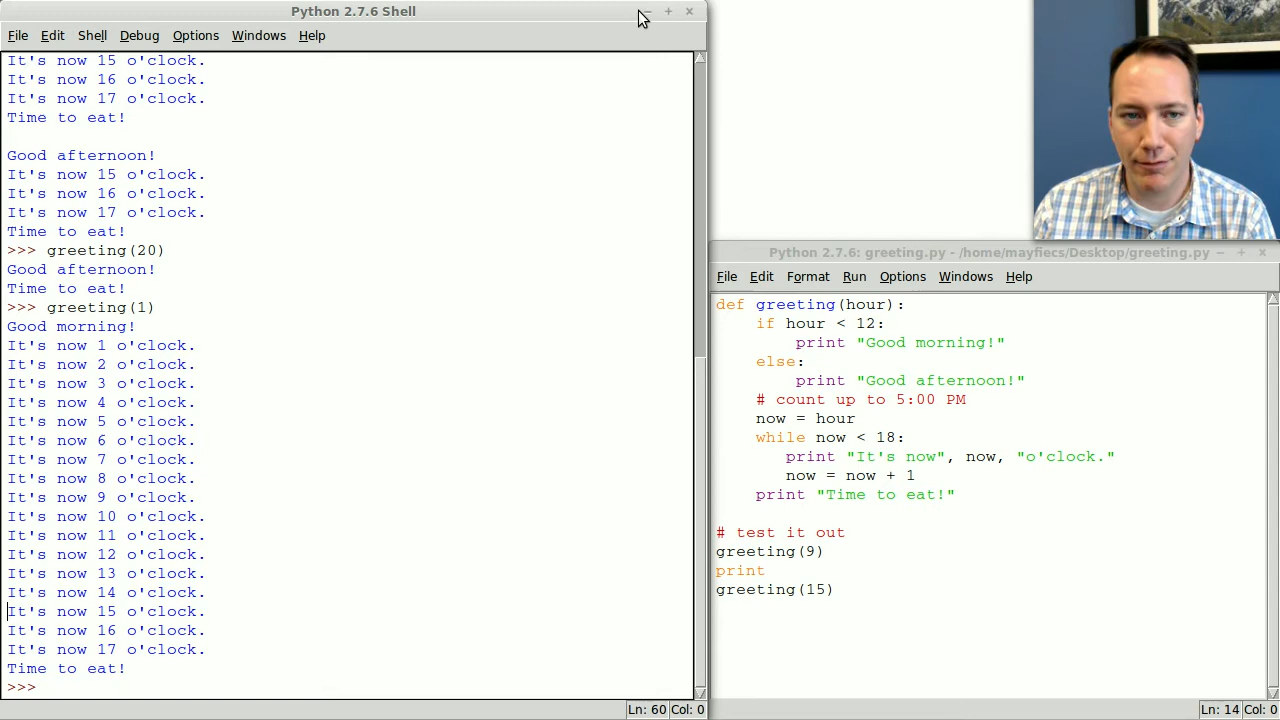 Python 2.7.6 Shell
File Edit Shell Debug Options Windows Help
It's now 15 o'clock.
It's now 16 o'clock.
It's now 17 o'clock.
Time to eat!
Good afternoon!
It's now 15 o'clock.
It's now 16 o'clock.
It's now 17 o'clock.
Time to eat!
>>> greeting(20)
Good afternoon!
Time to eat!
>>> greeting(1)
Good morning!
It's now 1 o'clock.
It's now 2 o'clock.
It's now 3 o'clock.
It's now 4 o'clock.
It's now 5 o'clock.
It's now 6 o'clock.
It's now 7 o'clock.
It's now 8 o'clock.
It's now 9 o'clock.
It's now 10 o'clock.
It's now 11 o'clock.
It's now 12 o'clock.
It's now 13 o'clock.
It's now 14 o'clock.
It's now 15 o'clock.
It's now 16 o'clock.
It's now 17 o'clock.
Time to eat!
>>>
Ln: 60 Col: 0
Python 2.7.6: greeting.py - /home/mayfiecs/Desktop/greeting.py
File Edit Format Run Options Windows Help
def greeting(hour):
    if hour < 12:
        print "Good morning!"
    else:
        print "Good afternoon!"
    # count up to 5:00 PM
    now = hour
    while now < 18:
       print "It's now", now, "o'clock."
       now = now + 1
    print "Time to eat!"
# test it out
greeting(9)
print
greeting(15)
Ln: 14 Col: 0